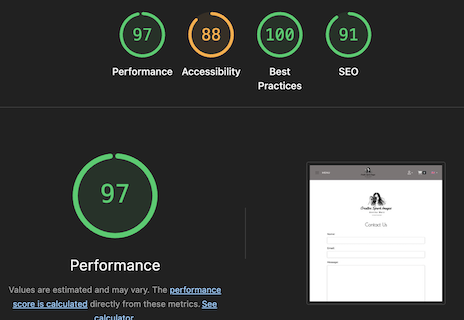 97
88
100
91
Performance
Accessibility
Best
Practices
SEO
97
Performance
Values are estimated and may vary. The performance
score is calculated directly from these metrics. See
calculator.
Contact Us
Name
Email
Message